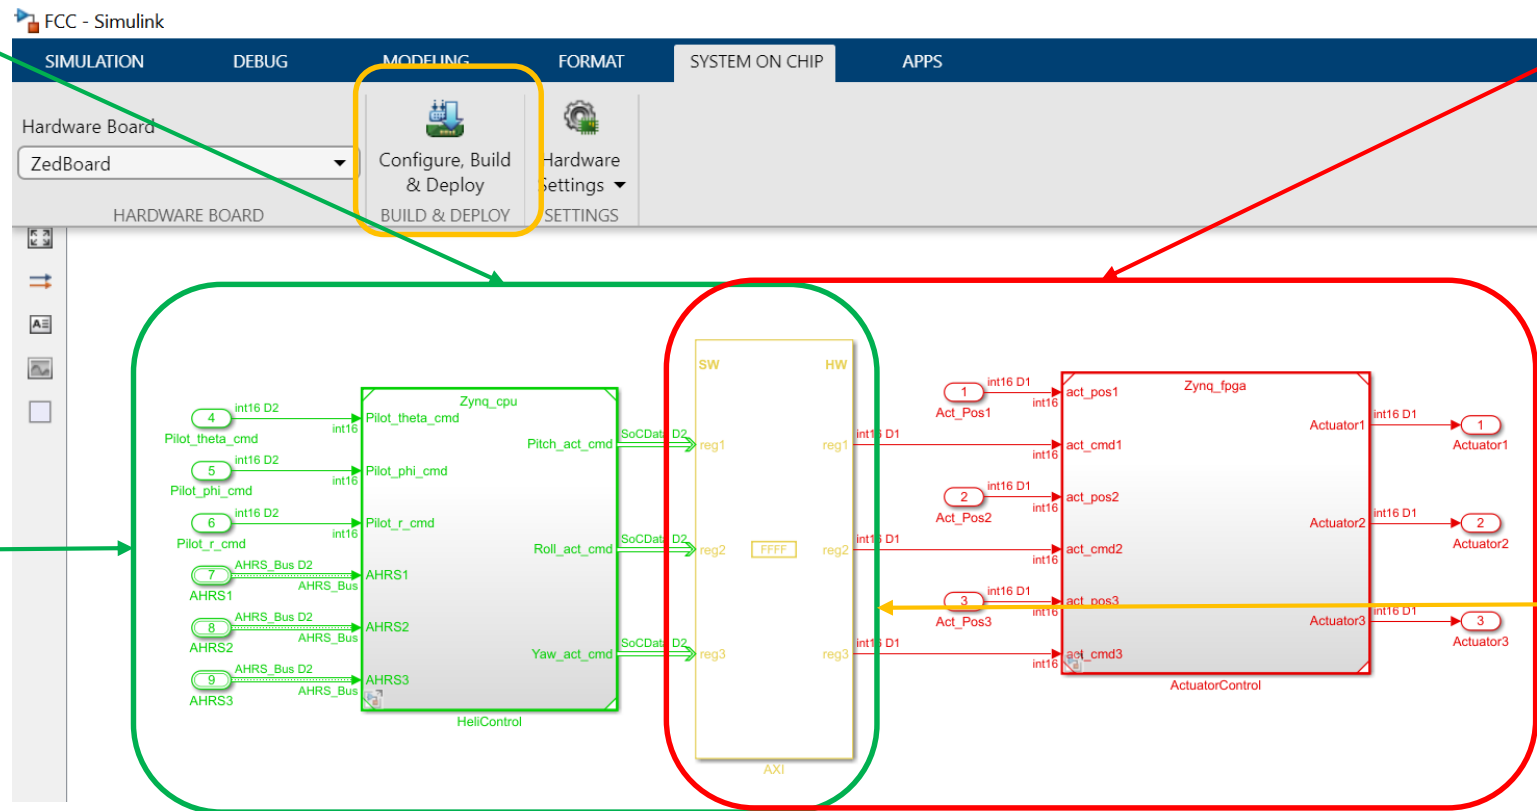 FCC - Simulink
SIMULATION DEBUG MODELING FORMAT SYSTEM ON CHIP APPS
Hardware Board
ZedBoard
HARDWARE BOARD
Configure, Build
& Deploy
BUILD & DEPLOY
Hardware
Settings
SETTINGS
4
Pilot_theta_cmd
int16 D2
int16
5
Pilot_phi_cmd
int16 D2
int16
6
Pilot_r_cmd
int16 D2
int16
7
AHRS1
AHRS_Bus D2
AHRS_Bus
8
AHRS2
AHRS_Bus D2
AHRS_Bus
9
AHRS3
AHRS_Bus D2
AHRS_Bus
Zynq_cpu
Pilot_theta_cmd
Pilot_phi_cmd
Pilot_r_cmd
AHRS1
AHRS2
AHRS3
Pitch_act_cmd
Roll_act_cmd
Yaw_act_cmd
HeliControl
SoCData D2
SoCData D2
SoCData D2
SW HW
reg1 reg1
reg2 FFFF reg2
reg3 reg3
AXI
int16 D1
int16 D1
int16 D1
1
Act_Pos1
int16 D1
int16
int16
2
Act_Pos2
int16 D1
int16
int16
3
Act_Pos3
int16 D1
int16
int16
Zynq_fpga
act_pos1
act_cmd1
act_pos2
act_cmd2
act_pos3
act_cmd3
Actuator1
Actuator2
Actuator3
ActuatorControl
int16 D1
1
Actuator1
int16 D1
2
Actuator2
int16 D1
3
Actuator3